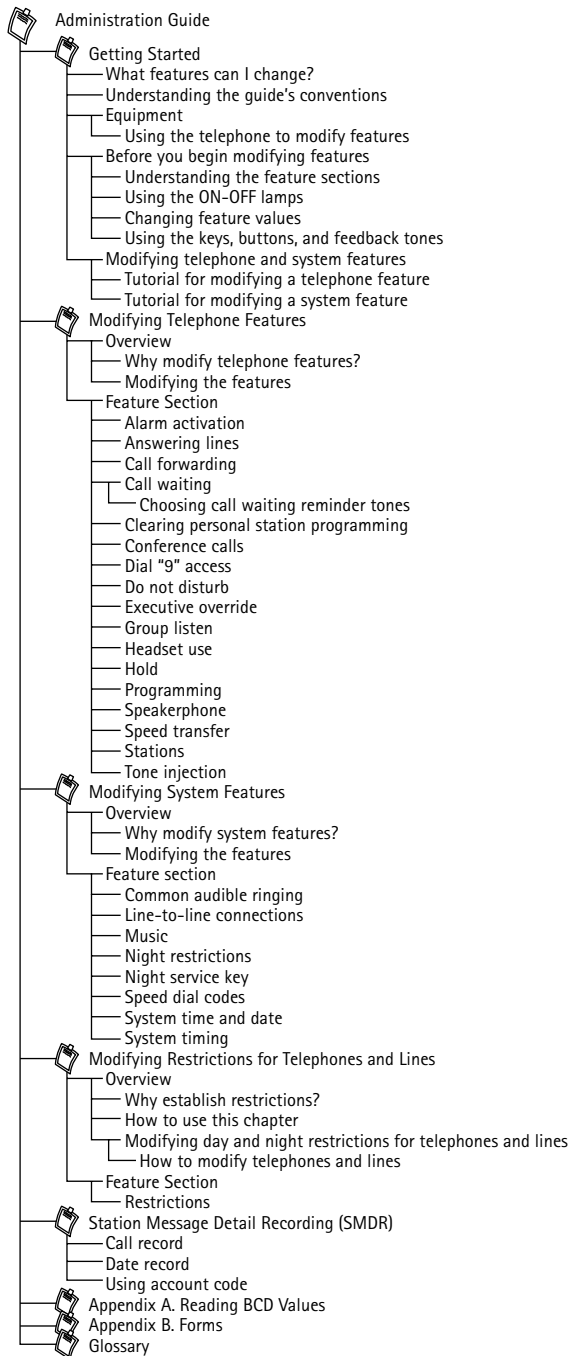 Administration Guide
Getting Started
What features can I change?
Understanding the guide's conventions
Equipment
Using the telephone to modify features
Before you begin modifying features
Understanding the feature sections
Using the ON-OFF lamps
Changing feature values
Using the keys, buttons, and feedback tones
Modifying telephone and system features
Tutorial for modifying a telephone feature
Tutorial for modifying a system feature
Modifying Telephone Features
Overview
Why modify telephone features?
Modifying the features
Feature Section
Alarm activation
Answering lines
Call forwarding
Call waiting
Choosing call waiting reminder tones
Clearing personal station programming
Conference calls
Dial "9" access
Do not disturb
Executive override
Group listen
Headset use
Hold
Programming
Speakerphone
Speed transfer
Stations
Tone injection
Modifying System Features
Overview
Why modify system features?
Modifying the features
Feature section
Common audible ringing
Line-to-line connections
Music
Night restrictions
Night service key
Speed dial codes
System time and date
System timing
Modifying Restrictions for Telephones and Lines
Overview
Why establish restrictions?
How to use this chapter
Modifying day and night restrictions for telephones and lines
How to modify telephones and lines
Feature Section
Restrictions
Station Message Detail Recording (SMDR)
Call record
Date record
Using account code
Appendix A. Reading BCD Values
Appendix B. Forms
Glossary